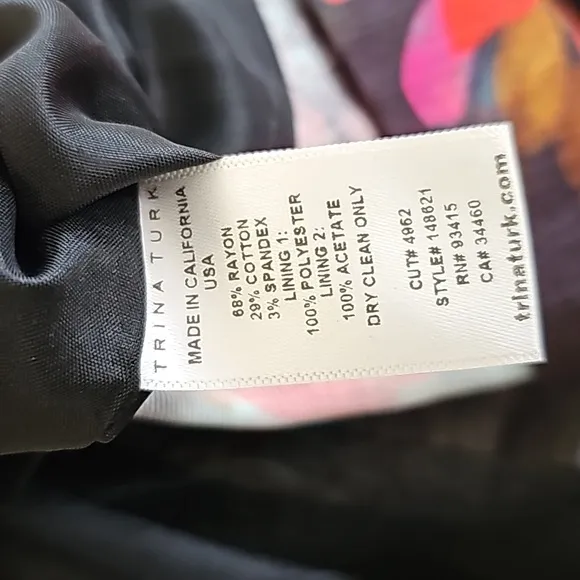 TRINA TURK
MADE IN CALIFORNIA
USA
68% RAYON
29% COTTON
3% SPANDEX
LINING 1:
100% POLYESTER
LINING 2:
100% ACETATE
DRY CLEAN ONLY
CUT# 4962
STYLE# 148621
RN# 93415
CA# 34460
trinaturk.com